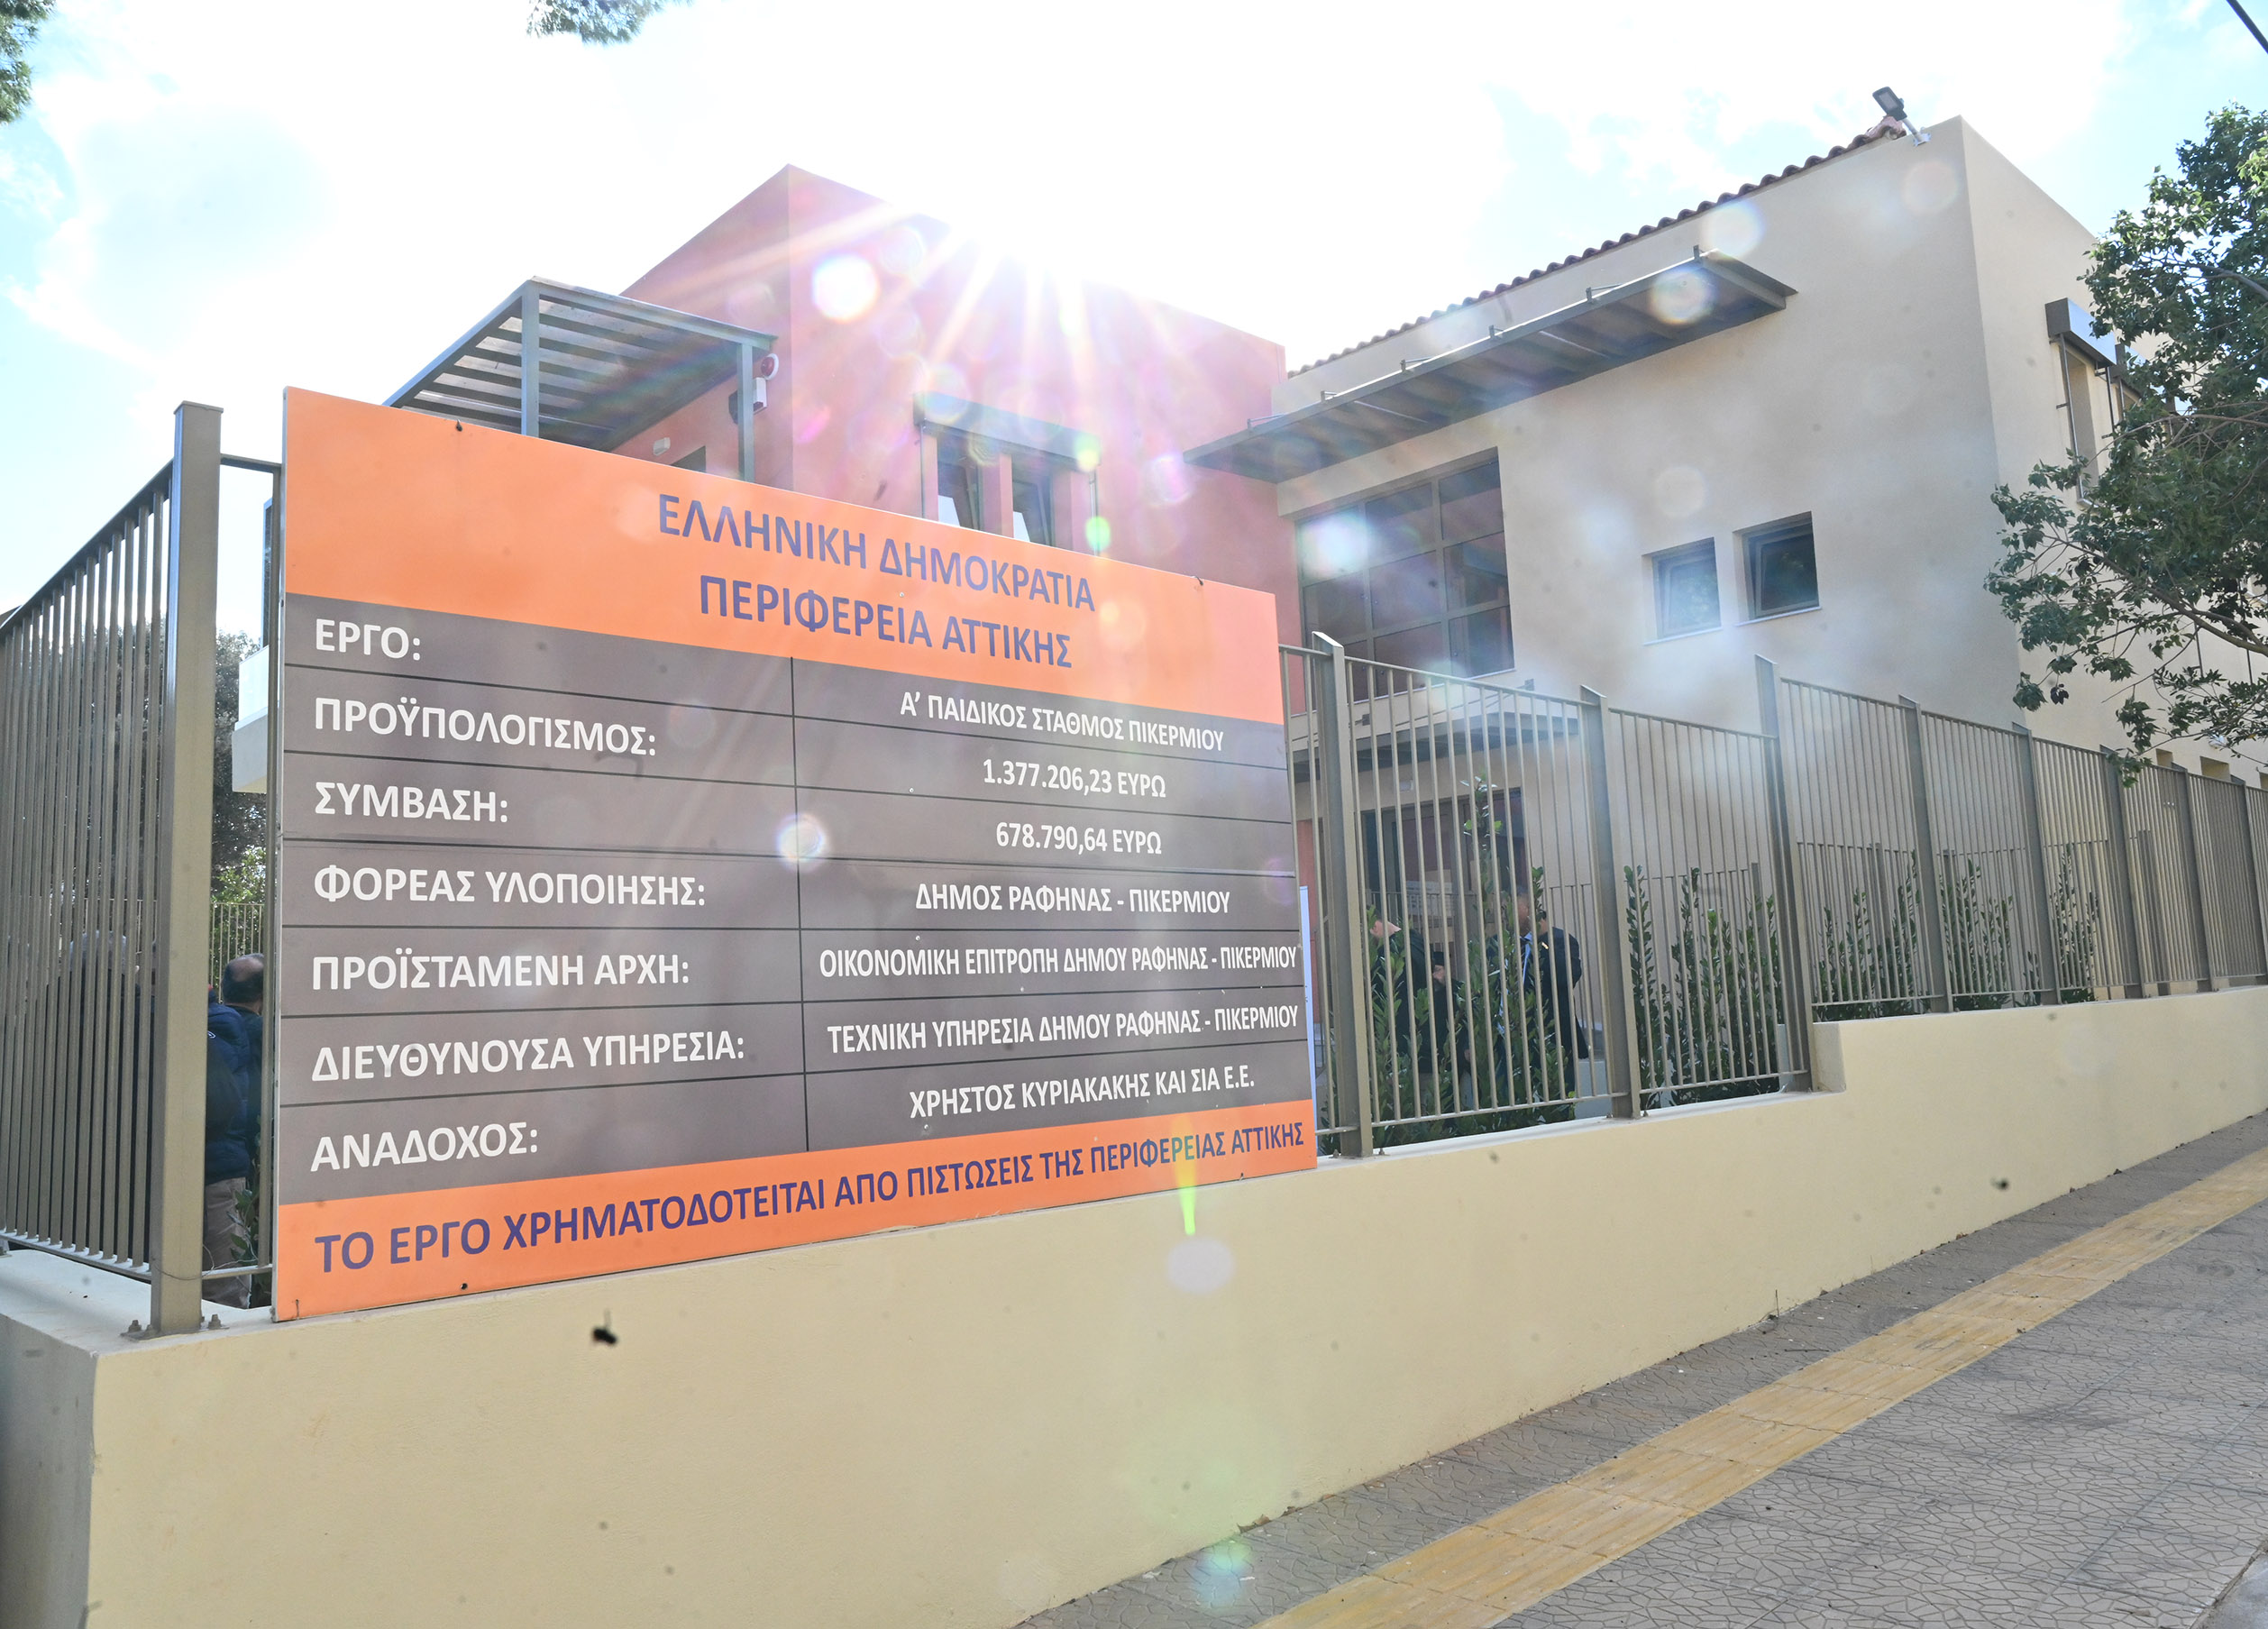 ΕΛΛΗΝΙΚΗ ΔΗΜΟΚΡΑΤΙΑ
ΠΕΡΙΦΕΡΕΙΑ ΑΤΤΙΚΗΣ
ΕΡΓΟ: Α’ ΠΑΙΔΙΚΟΣ ΣΤΑΘΜΟΣ ΠΙΚΕΡΜΙΟΥ
ΠΡΟΫΠΟΛΟΓΙΣΜΟΣ: 1.377.206,23 ΕΥΡΩ
ΣΥΜΒΑΣΗ: 678.790,64 ΕΥΡΩ
ΦΟΡΕΑΣ ΥΛΟΠΟΙΗΣΗΣ: ΔΗΜΟΣ ΡΑΦΗΝΑΣ - ΠΙΚΕΡΜΙΟΥ
ΠΡΟΪΣΤΑΜΕΝΗ ΑΡΧΗ: ΟΙΚΟΝΟΜΙΚΗ ΕΠΙΤΡΟΠΗ ΔΗΜΟΥ ΡΑΦΗΝΑΣ - ΠΙΚΕΡΜΙΟΥ
ΔΙΕΥΘΥΝΟΥΣΑ ΥΠΗΡΕΣΙΑ: ΤΕΧΝΙΚΗ ΥΠΗΡΕΣΙΑ ΔΗΜΟΥ ΡΑΦΗΝΑΣ - ΠΙΚΕΡΜΙΟΥ
ΑΝΑΔΟΧΟΣ: ΧΡΗΣΤΟΣ ΚΥΡΙΑΚΑΚΗΣ ΚΑΙ ΣΙΑ Ε.Ε.
ΤΟ ΕΡΓΟ ΧΡΗΜΑΤΟΔΟΤΕΙΤΑΙ ΑΠΟ ΠΙΣΤΩΣΕΙΣ ΤΗΣ ΠΕΡΙΦΕΡΕΙΑΣ ΑΤΤΙΚΗΣ